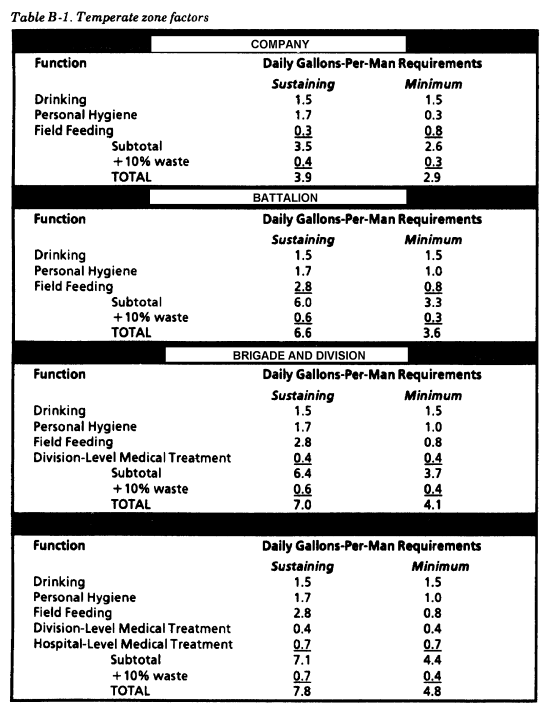 Table B-1. Temperate zone factors
COMPANY
Function Daily Gallons-Per-Man Requirements
Sustaining Minimum
Drinking 1.5 1.5
Personal Hygiene 1.7 0.3
Field Feeding 0.3 0.8
Subtotal 3.5 2.6
+10% waste 0.4 0.3
TOTAL 3.9 2.9
BATTALION
Function Daily Gallons-Per-Man Requirements
Sustaining Minimum
Drinking 1.5 1.5
Personal Hygiene 1.7 1.0
Field Feeding 2.8 0.8
Subtotal 6.0 3.3
+10% waste 0.6 0.3
TOTAL 6.6 3.6
BRIGADE AND DIVISION
Function Daily Gallons-Per-Man Requirements
Sustaining Minimum
Drinking 1.5 1.5
Personal Hygiene 1.7 1.0
Field Feeding 2.8 0.8
Division-Level Medical Treatment 0.4 0.4
Subtotal 6.4 3.7
+10% waste 0.6 0.4
TOTAL 7.0 4.1
Function Daily Gallons-Per-Man Requirements
Sustaining Minimum
Drinking 1.5 1.5
Personal Hygiene 1.7 1.0
Field Feeding 2.8 0.8
Division-Level Medical Treatment 0.4 0.4
Hospital-Level Medical Treatment 0.7 0.7
Subtotal 7.1 4.4
+10% waste 0.7 0.4
TOTAL 7.8 4.8